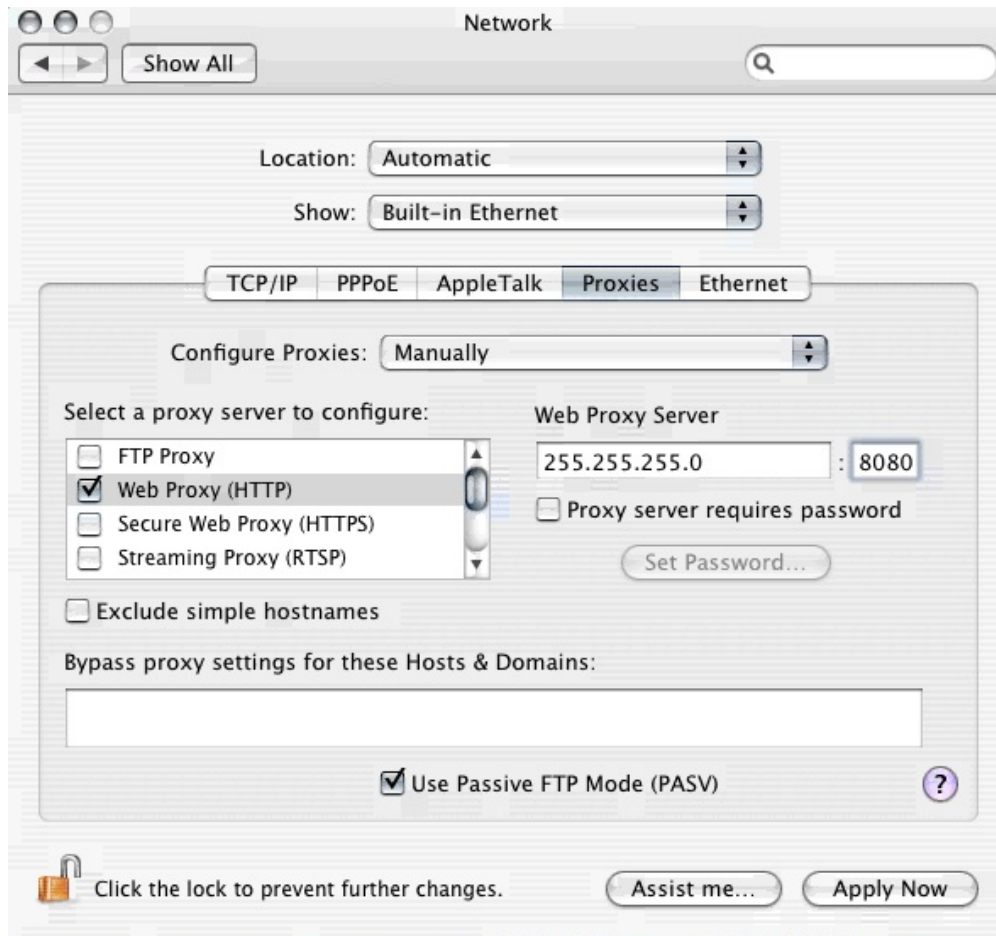 Network
Show All
Location: Automatic
Show: Built-in Ethernet
TCP/IP PPPoE AppleTalk Proxies Ethernet
Configure Proxies: Manually
Select a proxy server to configure:
FTP Proxy
Web Proxy (HTTP)
Secure Web Proxy (HTTPS)
Streaming Proxy (RTSP)
Web Proxy Server
255.255.255.0 : 8080
Proxy server requires password
Set Password...
Exclude simple hostnames
Bypass proxy settings for these Hosts & Domains:
Use Passive FTP Mode (PASV)
?
Click the lock to prevent further changes.
Assist me...
Apply Now